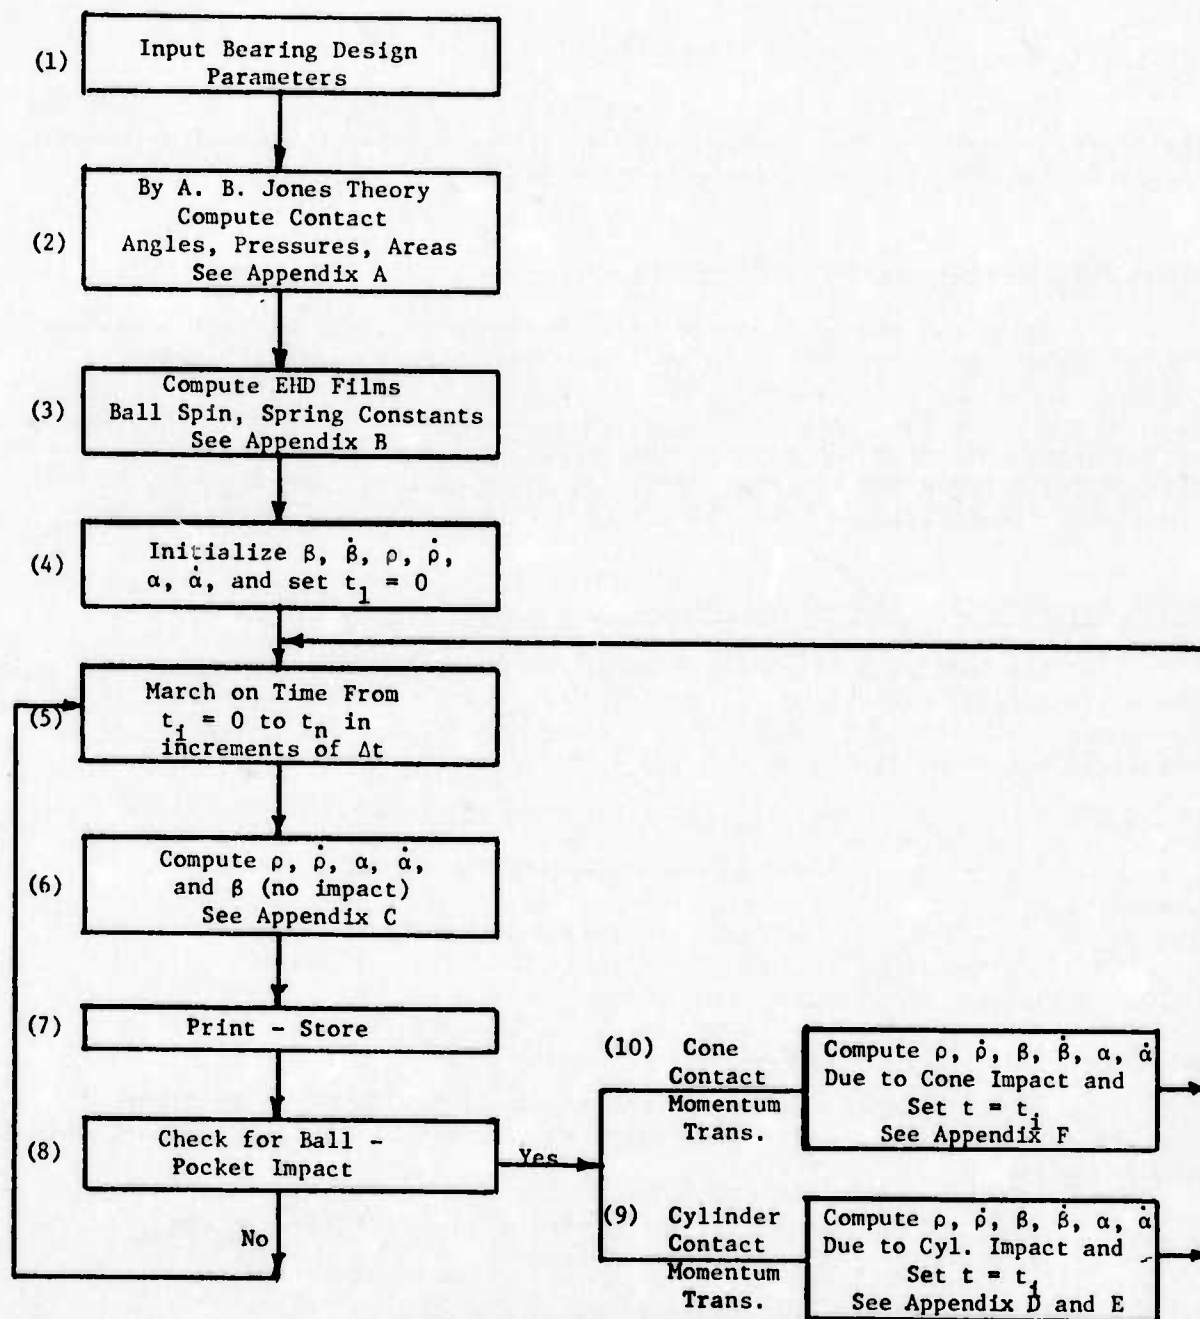 (1)
Input Bearing Design
Parameters
(2)
By A. B. Jones Theory
Compute Contact
Angles, Pressures, Areas
See Appendix A
(3)
Compute EHD Films
Ball Spin, Spring Constants
See Appendix B
(4)
Initialize β, β̇, ρ, ρ̇,
α, α̇, and set t₁ = 0
(5)
March on Time From
tᵢ = 0 to tₙ in
increments of Δt
(6)
Compute ρ, ρ̇, α, α̇,
and β (no impact)
See Appendix C
(7)
Print - Store
(8)
Check for Ball -
Pocket Impact
Yes
No
(10) Cone
Contact
Momentum
Trans.
Compute ρ, ρ̇, β, β̇, α, α̇
Due to Cone Impact and
Set t = tᵢ
See Appendix F
(9) Cylinder
Contact
Momentum
Trans.
Compute ρ, ρ̇, β, β̇, α, α̇
Due to Cyl. Impact and
Set t = tᵢ
See Appendix D and E